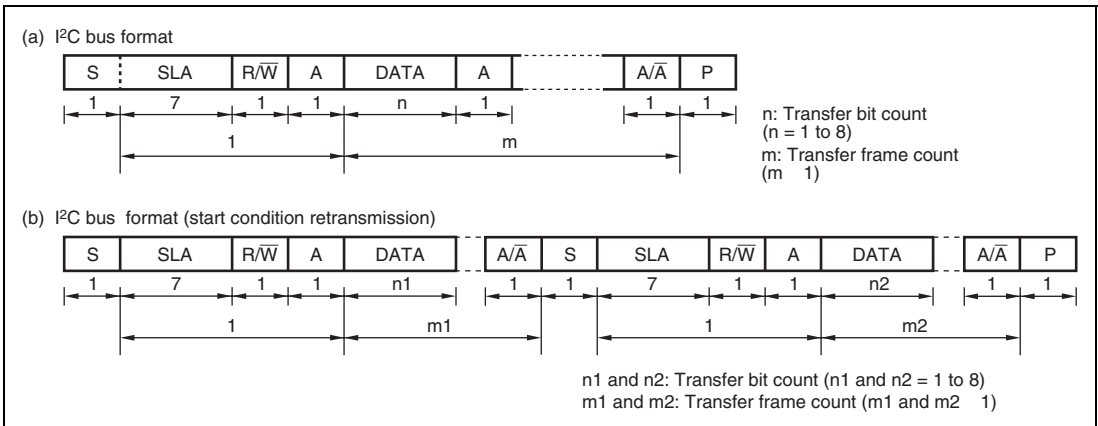 (a) I²C bus format
S SLA R/W̅ A DATA A A/A̅ P
1 7 1 1 n 1 1 1
1 m
n: Transfer bit count
(n = 1 to 8)
m: Transfer frame count
(m 1)
(b) I²C bus format (start condition retransmission)
S SLA R/W̅ A DATA A/A̅ S SLA R/W̅ A DATA A/A̅ P
1 7 1 1 n1 1 1 7 1 1 n2 1 1
1 m1 1 m2
n1 and n2: Transfer bit count (n1 and n2 = 1 to 8)
m1 and m2: Transfer frame count (m1 and m2 1)